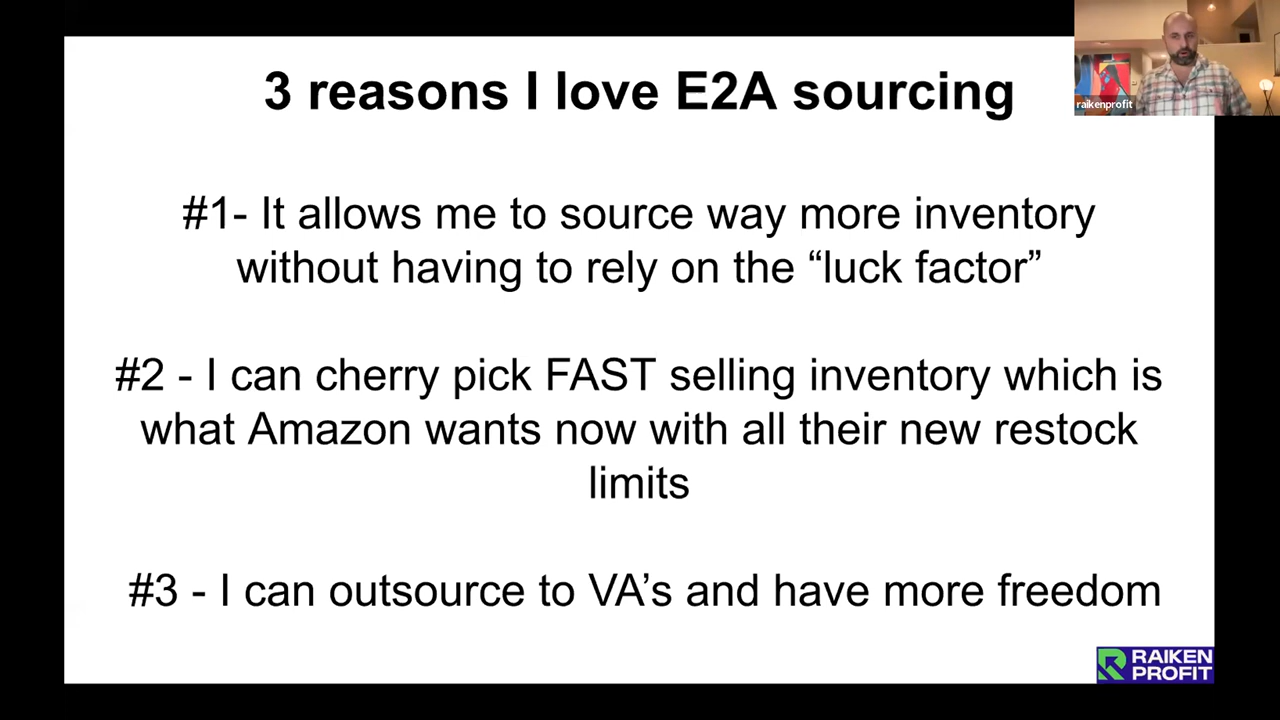 3 reasons I love E2A sourcing
raikenprofit
#1- It allows me to source way more inventory
without having to rely on the “luck factor”
#2 - I can cherry pick FAST selling inventory which is
what Amazon wants now with all their new restock
limits
#3 - I can outsource to VA’s and have more freedom
RAIKEN
PROFIT